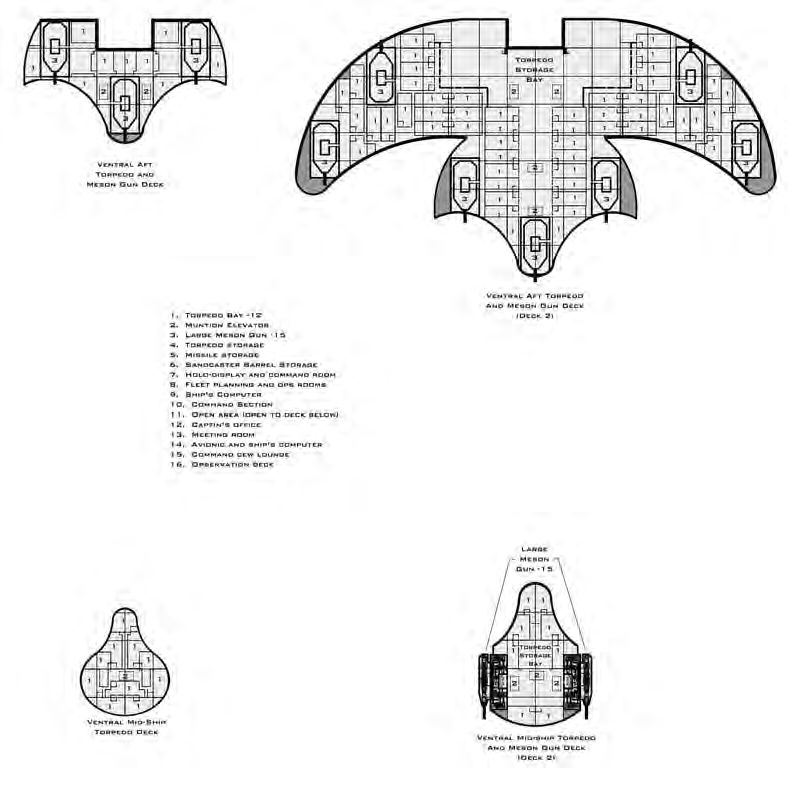 Torpedo
Storage
Bay
Ventral Aft
Torpedo and
Meson Gun Deck
Ventral Aft Torpedo
and Meson Gun Deck
(Deck 2)
1. Torpedo Bay -12
2. Muntion Elevator
3. Large Meson Gun -15
4. Torpedo storage
5. Missile storage
6. Sandcaster Barrel Storage
7. Holo-display and command room
8. Fleet planning and ops rooms
9. Ship's Computer
10. Command Section
11. Open area (open to deck below)
12. Captin's office
13. Meeting room
14. Avionic and ship's computer
15. Command cew lounge
16. Observation deck
Large
Meson
Gun -15
Torpedo
Storage
Bay
Ventral Mid-Ship
Torpedo Deck
Ventral Mid-ship Torpedo
and Meson Gun Deck
(Deck 2)